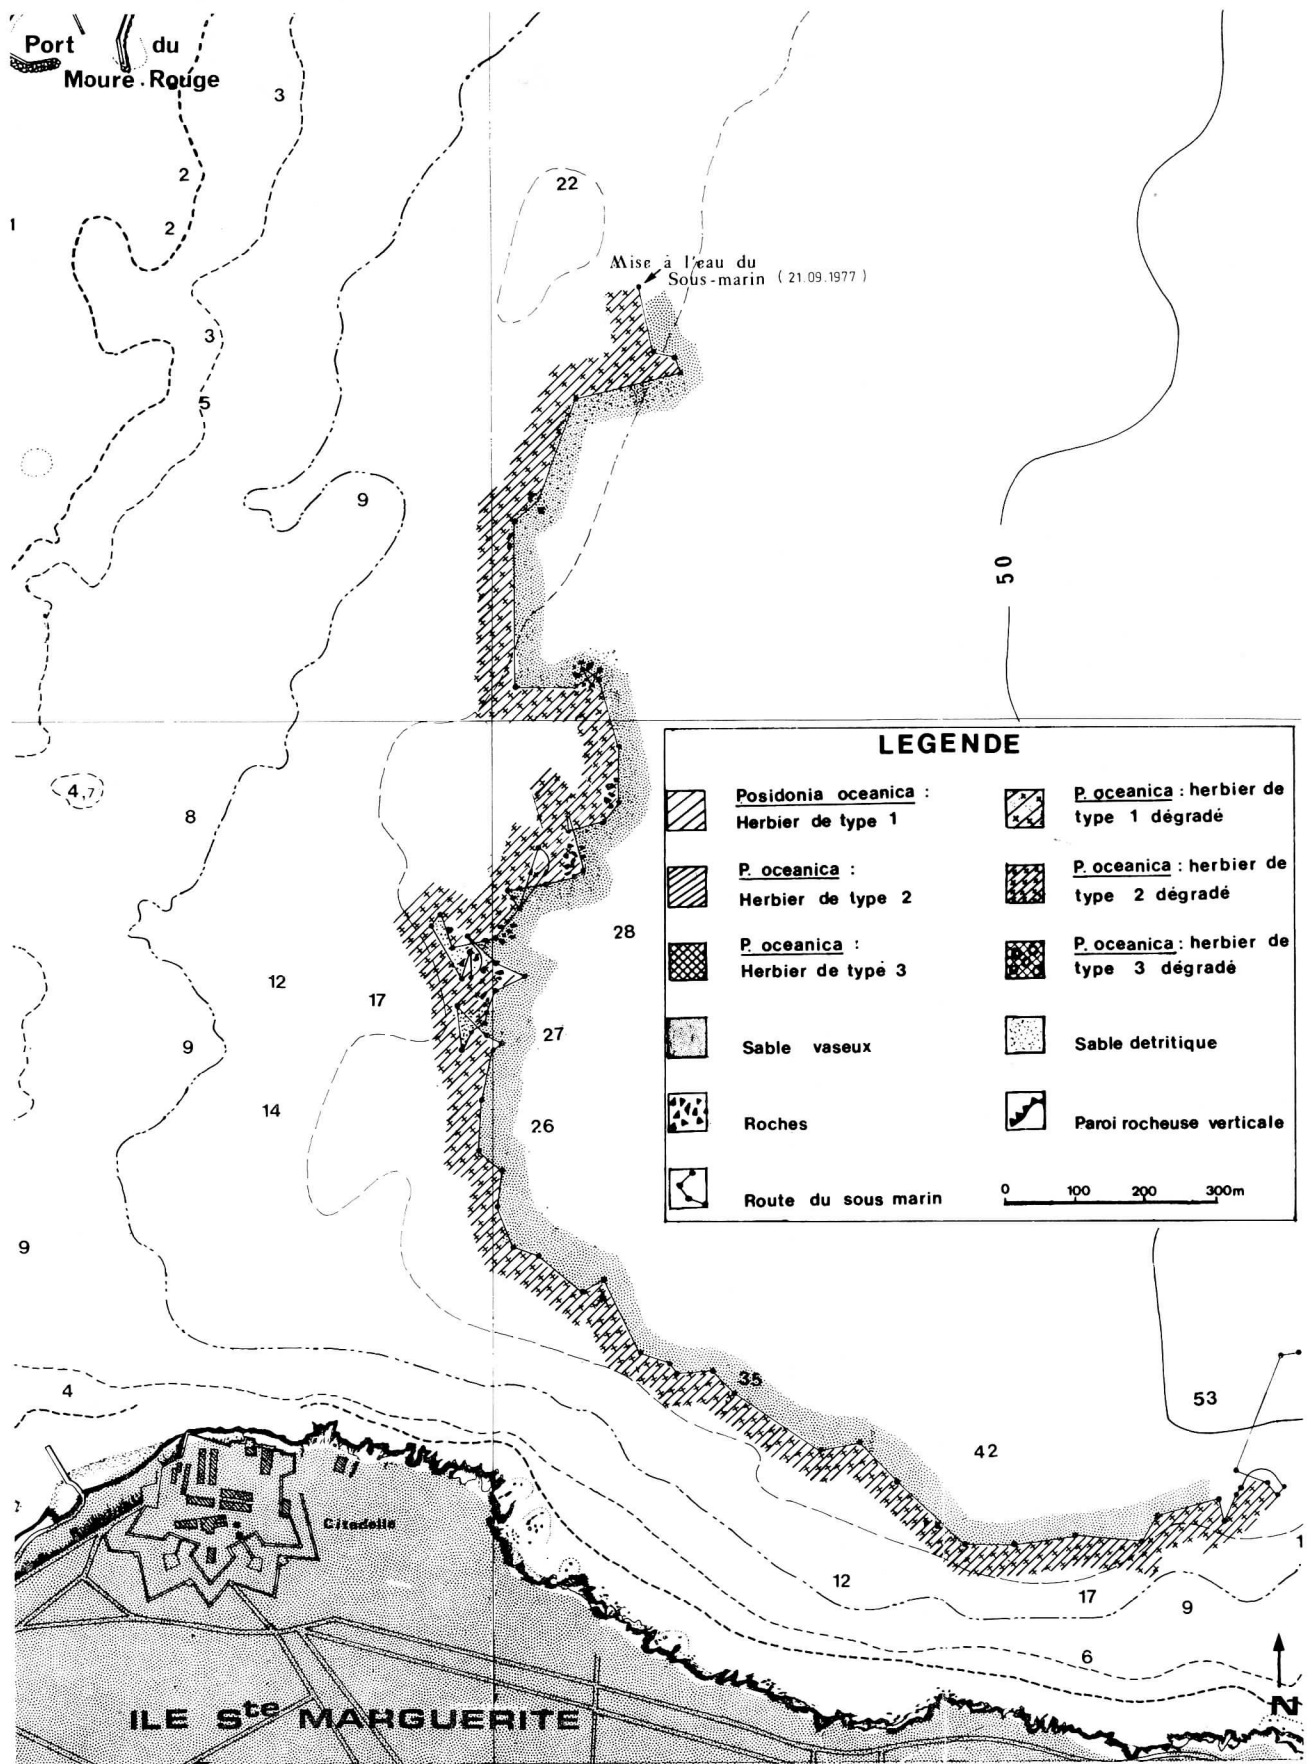 Port du
Moure Rouge
3
2
2
1
22
Mise à l'eau du
Sous-marin (21.09.1977)
3
5
9
50
4,7
8
LEGENDE
Posidonia oceanica :
Herbier de type 1
P. oceanica : herbier de
type 1 dégradé
P. oceanica :
Herbier de type 2
P. oceanica : herbier de
type 2 dégradé
P. oceanica :
Herbier de type 3
P. oceanica : herbier de
type 3 dégradé
Sable vaseux
Sable detritique
Roches
Paroi rocheuse verticale
Route du sous marin
0 100 200 300m
28
12
17
27
9
14
26
9
35
4
53
42
Citadelle
12
17
9
1
6
N
ILE Ste MARGUERITE